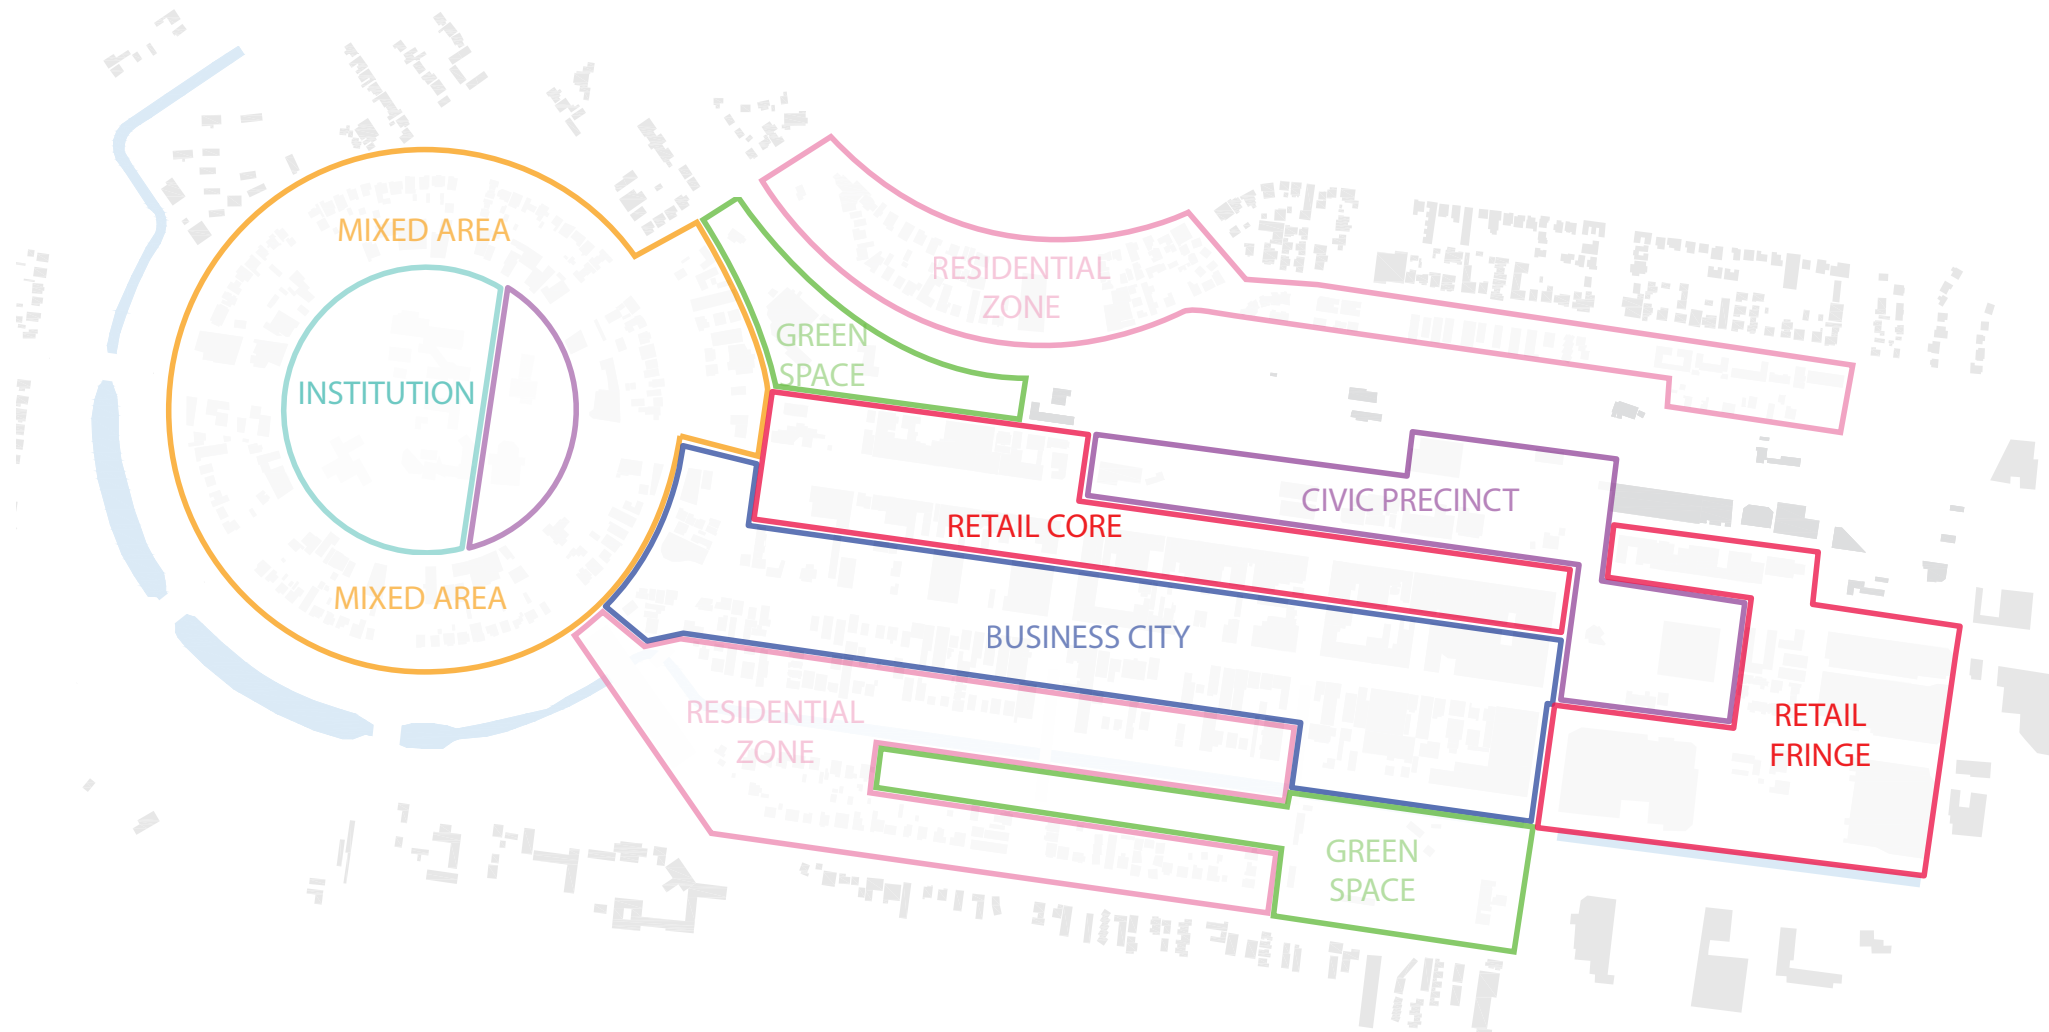 MIXED AREA
RESIDENTIAL
ZONE
GREEN
SPACE
INSTITUTION
CIVIC PRECINCT
RETAIL CORE
MIXED AREA
BUSINESS CITY
RESIDENTIAL
ZONE
RETAIL
FRINGE
GREEN
SPACE